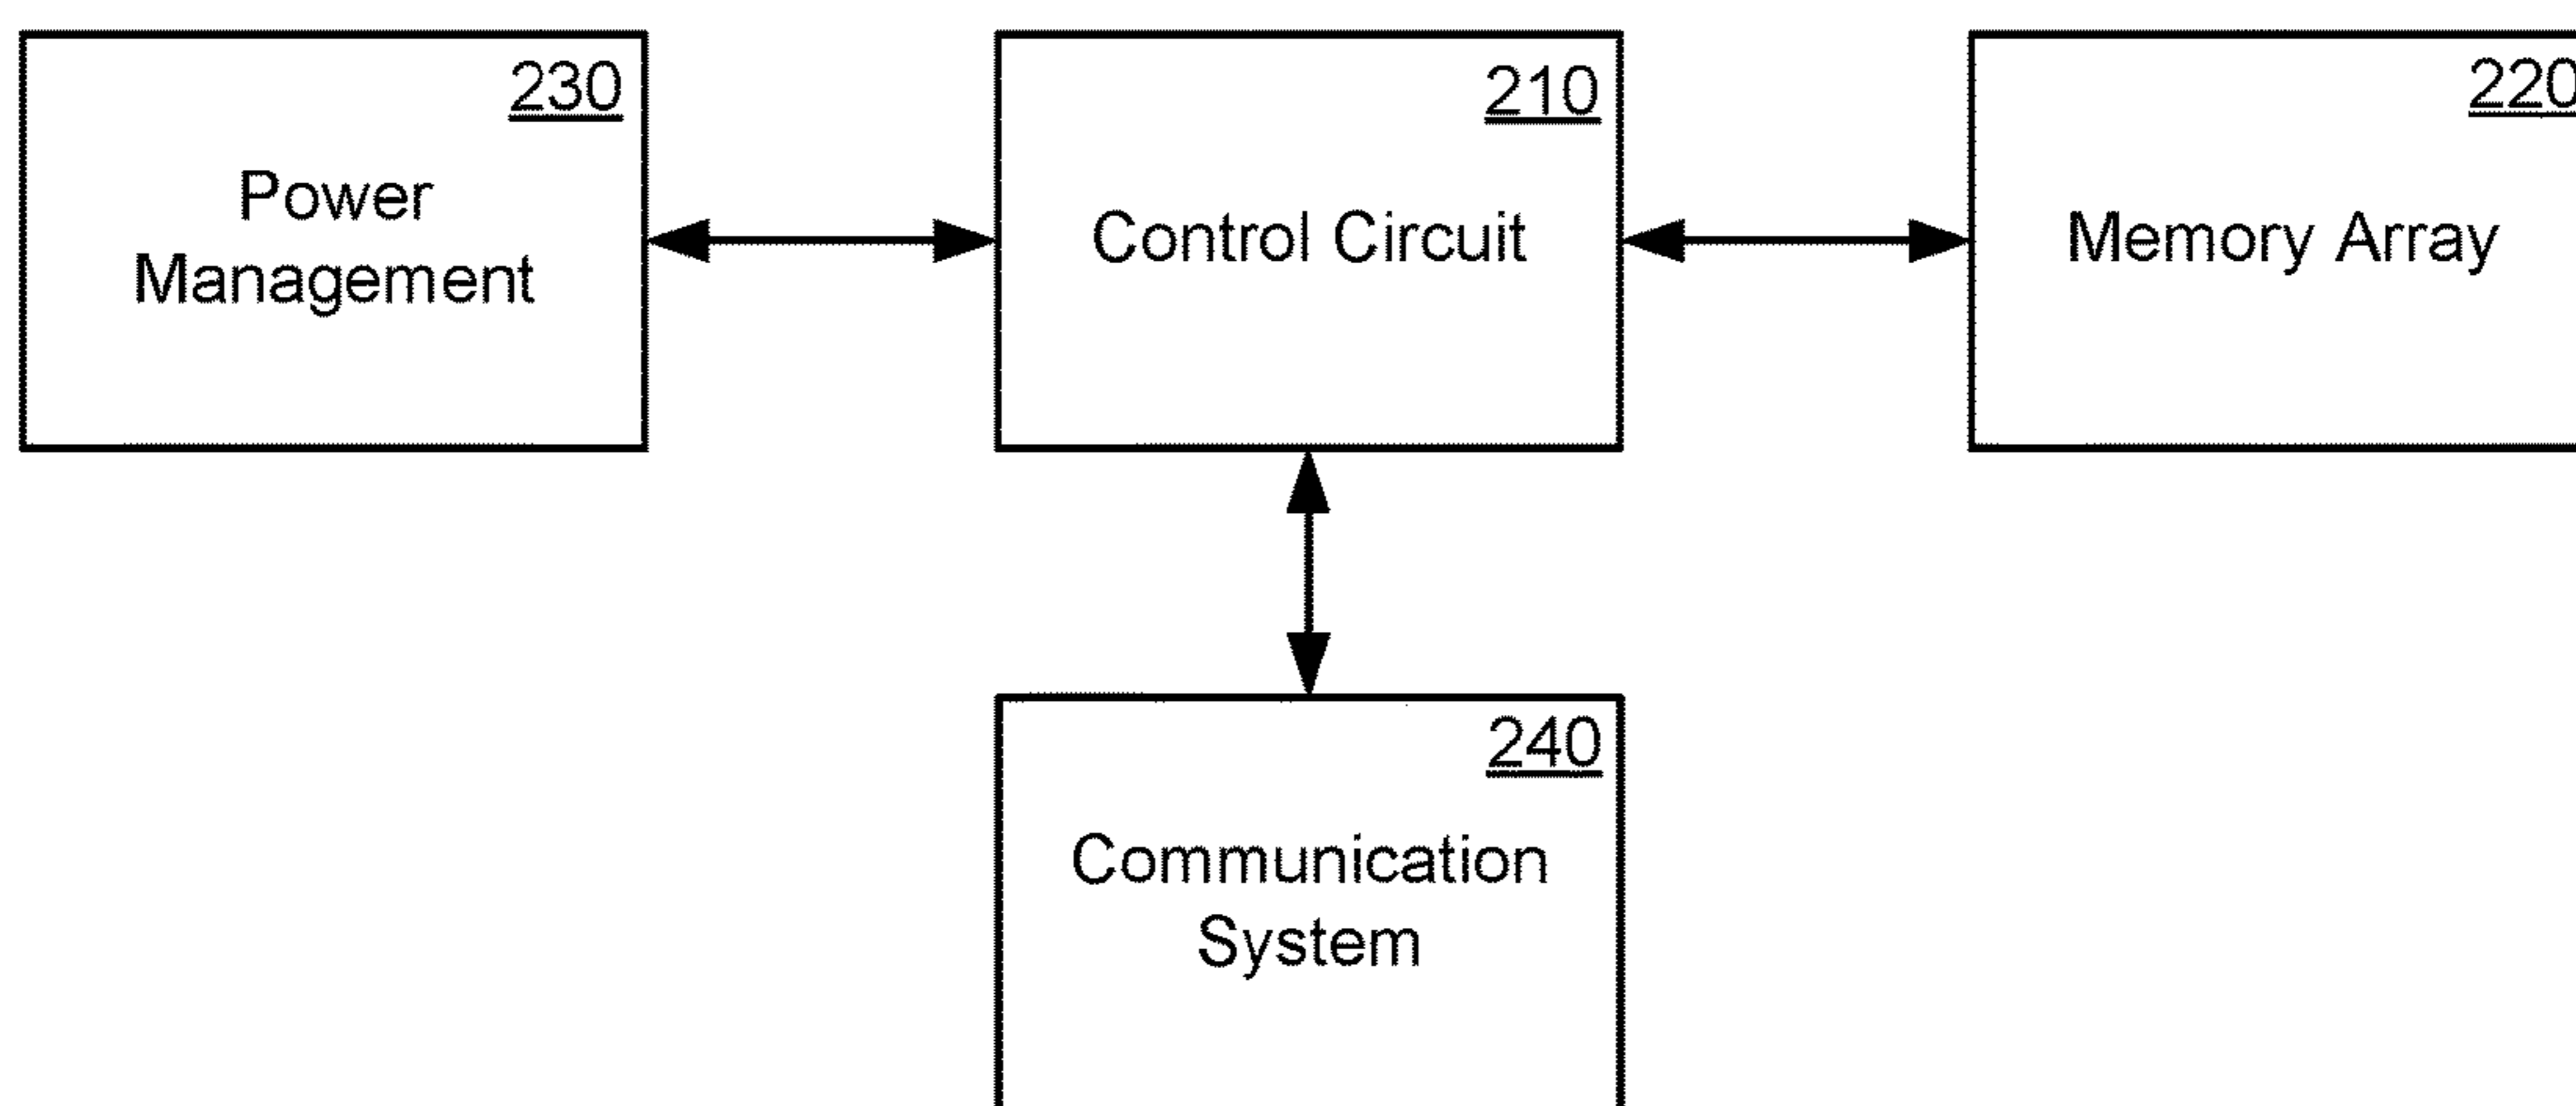 230
Power
Management
210
Control Circuit
220
Memory Array
240
Communication
System